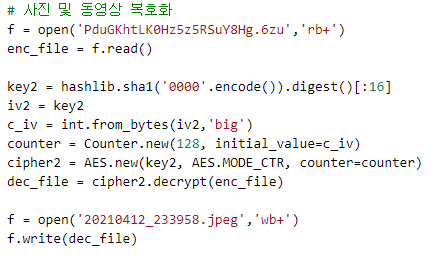 # 사진 및 동영상 복호화
f = open('PduGKhtLK0Hz5z5RSuY8Hg.6zu','rb+')
enc_file = f.read()
key2 = hashlib.sha1('0000'.encode()).digest()[:16]
iv2 = key2
c_iv = int.from_bytes(iv2,'big')
counter = Counter.new(128, initial_value=c_iv)
cipher2 = AES.new(key2, AES.MODE_CTR, counter=counter)
dec_file = cipher2.decrypt(enc_file)
f = open('20210412_233958.jpeg','wb+')
f.write(dec_file)